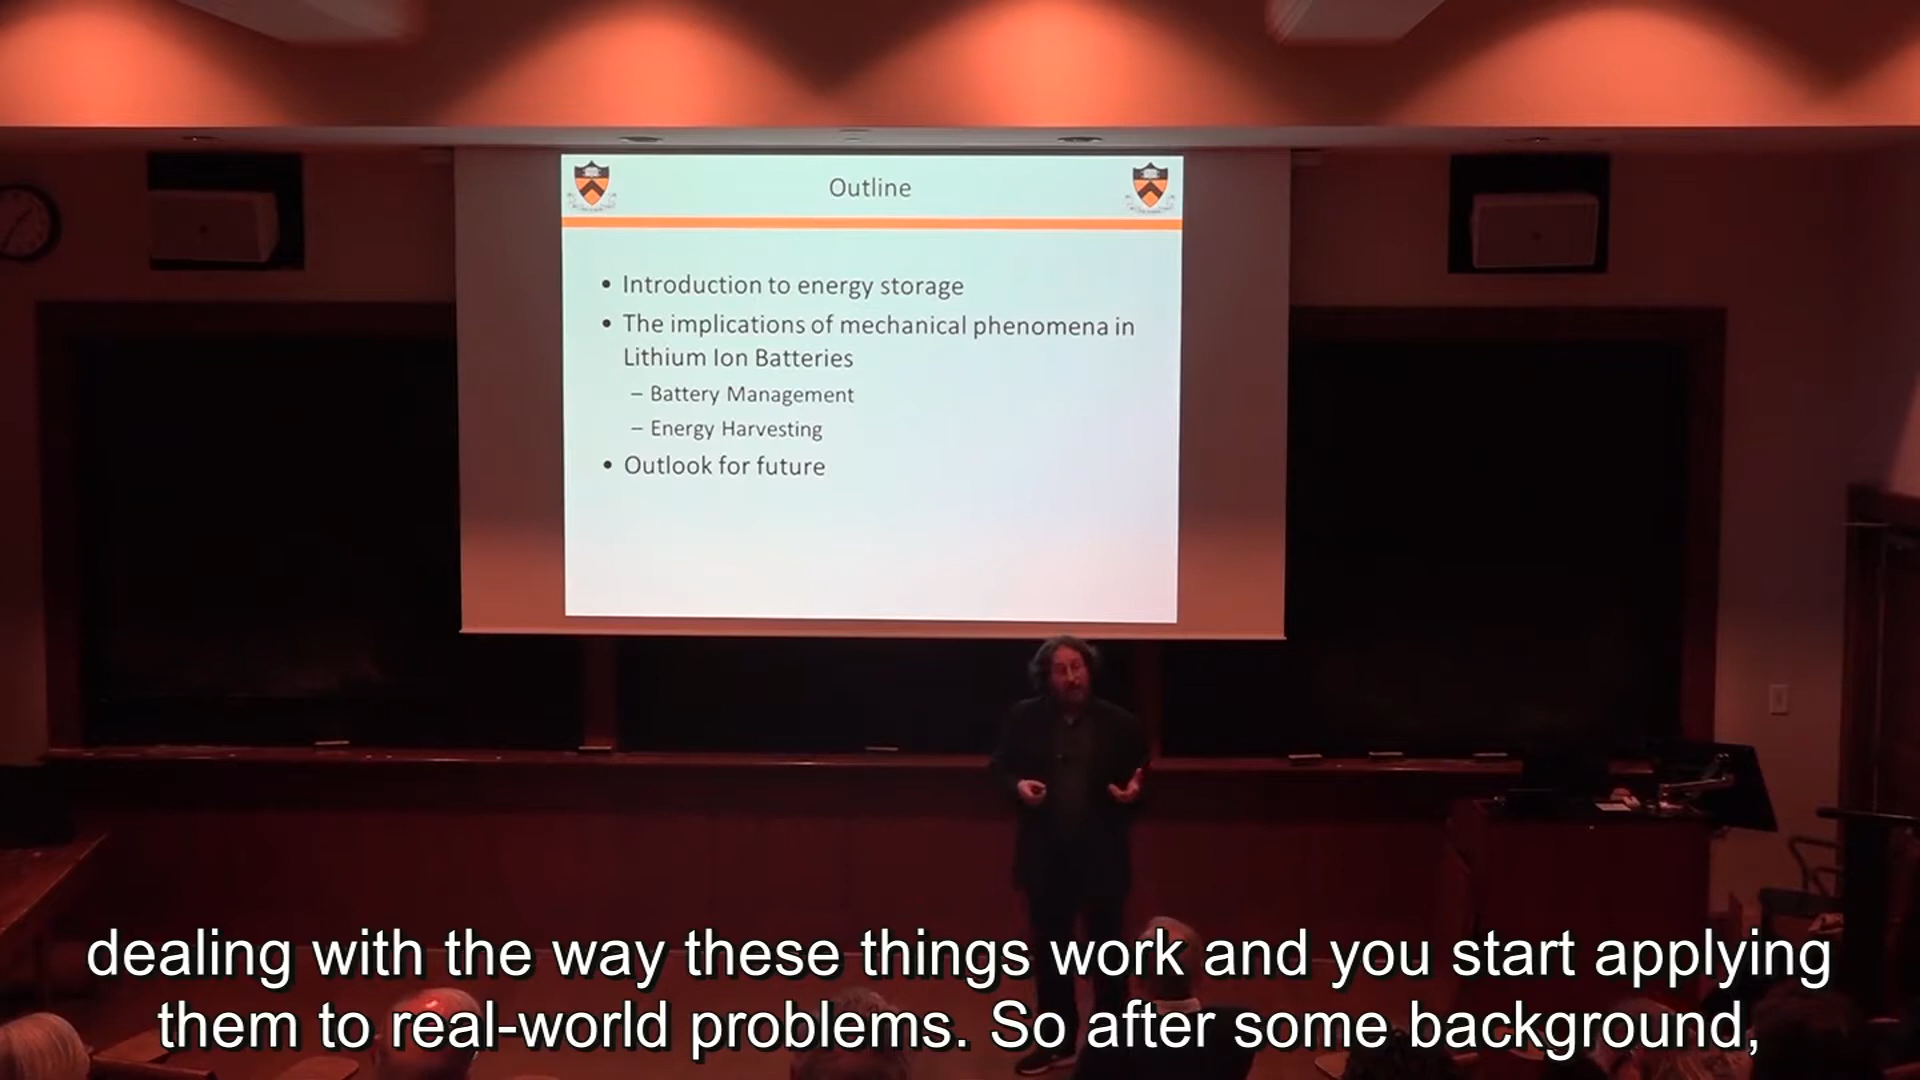 Outline
• Introduction to energy storage
• The implications of mechanical phenomena in
Lithium Ion Batteries
– Battery Management
– Energy Harvesting
• Outlook for future
dealing with the way these things work and you start applying
them to real-world problems. So after some background,